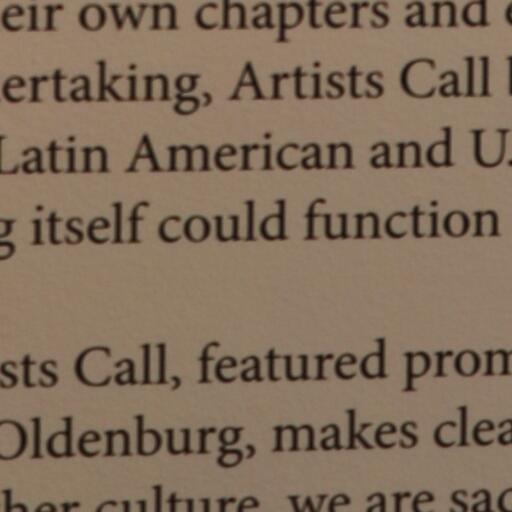 eir own chapters and
ertaking, Artists Call
Latin American and U.
g itself could function
sts Call, featured prom
Oldenburg, makes clea
her culture, we are sac